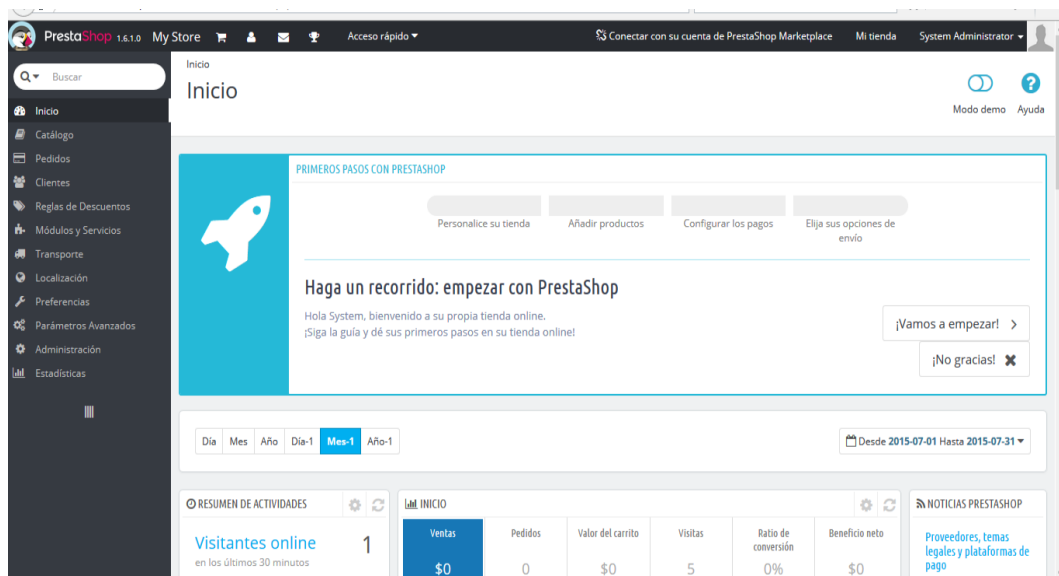 PrestaShop 1.6.1.0 My Store Acceso rápido Conectar con su cuenta de PrestaShop Marketplace Mi tienda System Administrator
Buscar
Inicio
Catálogo
Pedidos
Clientes
Reglas de Descuentos
Módulos y Servicios
Transporte
Localización
Preferencias
Parámetros Avanzados
Administración
Estadísticas
Inicio
Inicio
Modo demo Ayuda
PRIMEROS PASOS CON PRESTASHOP
Personalice su tienda Añadir productos Configurar los pagos Elija sus opciones de
envío
Haga un recorrido: empezar con PrestaShop
Hola System, bienvenido a su propia tienda online.
¡Siga la guía y dé sus primeros pasos en su tienda online!
¡Vamos a empezar!
¡No gracias!
Día Mes Año Día-1 Mes-1 Año-1
Desde 2015-07-01 Hasta 2015-07-31
RESUMEN DE ACTIVIDADES
Visitantes online 1
en los últimos 30 minutos
INICIO
Ventas Pedidos Valor del carrito Visitas Ratio de Beneficio neto
conversión
$0 0 $0 5 0% $0
NOTICIAS PRESTASHOP
Proveedores, temas
legales y plataformas de
pago